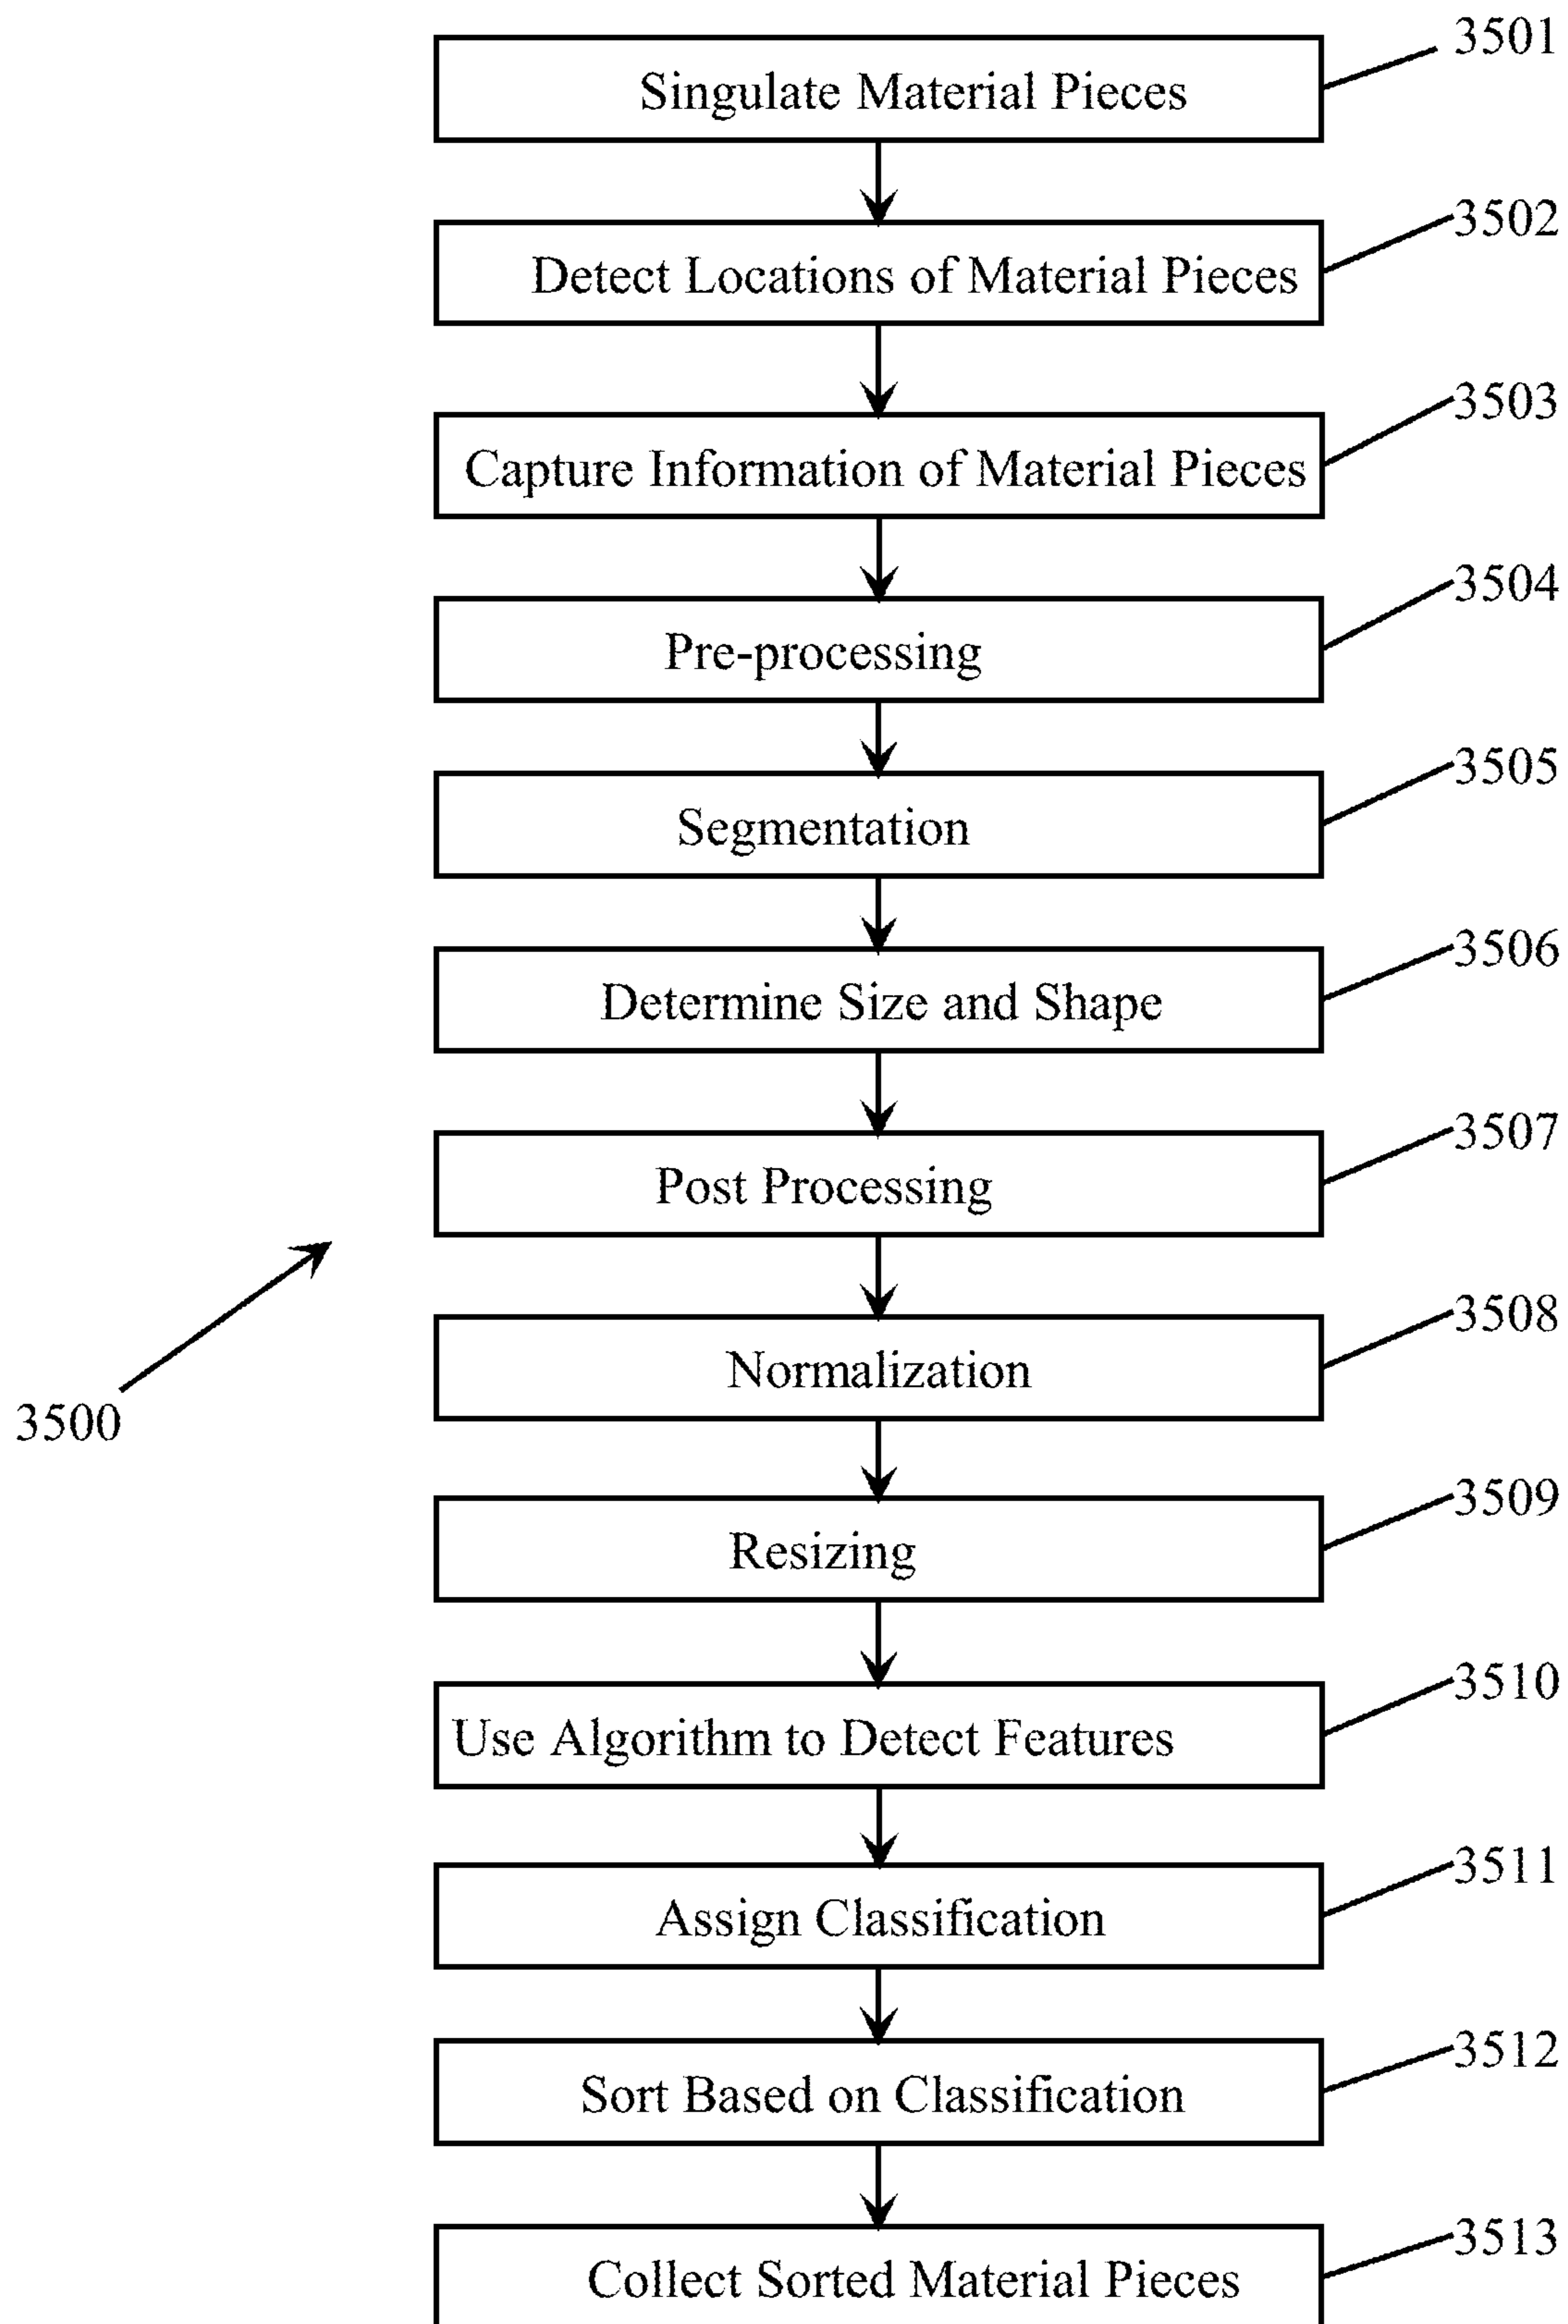 3501
Singulate Material Pieces
3502
Detect Locations of Material Pieces
3503
Capture Information of Material Pieces
3504
Pre-processing
3505
Segmentation
3506
Determine Size and Shape
3507
Post Processing
3508
Normalization
3500
3509
Resizing
3510
Use Algorithm to Detect Features
3511
Assign Classification
3512
Sort Based on Classification
3513
Collect Sorted Material Pieces